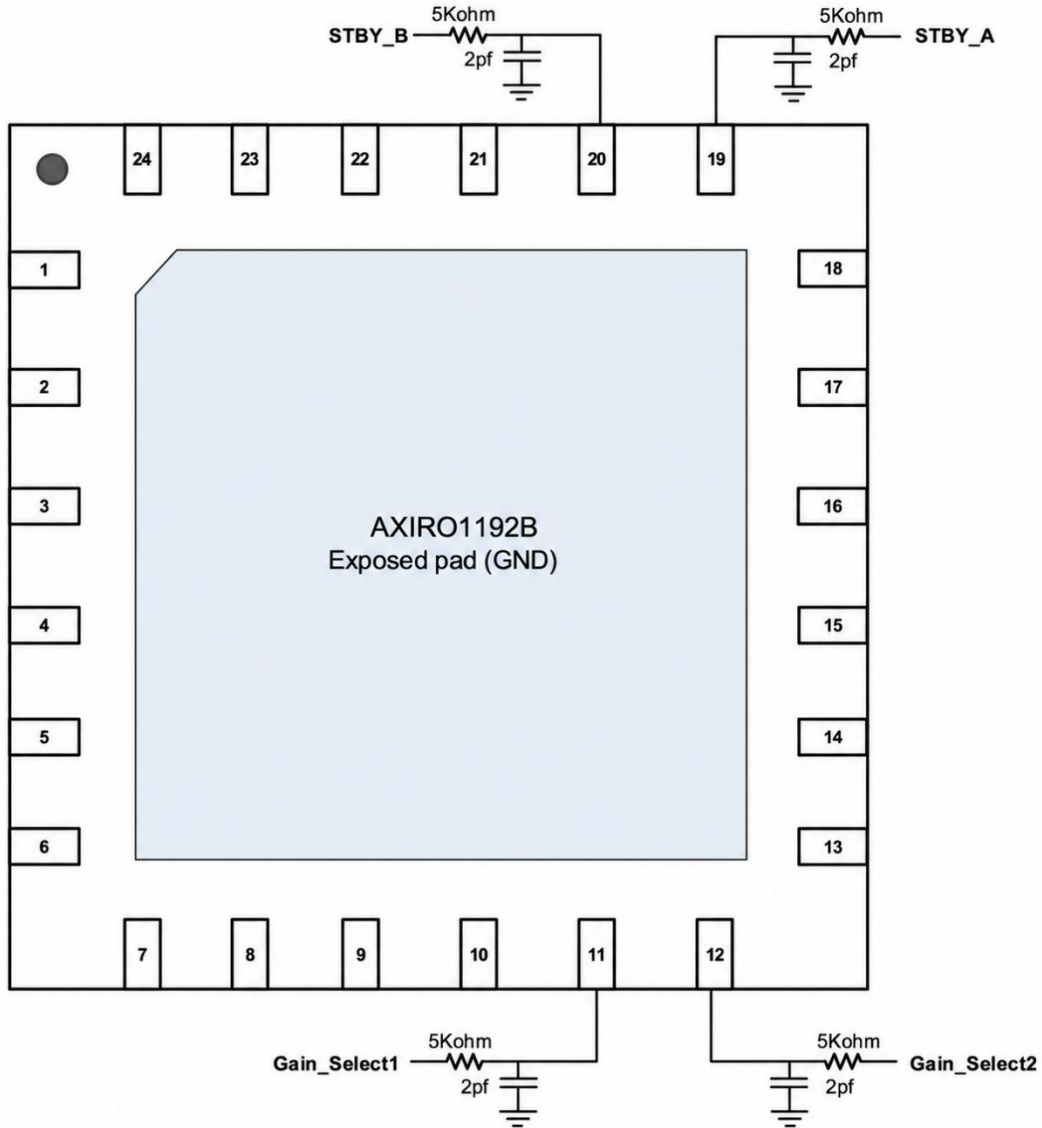 5Kohm
5Kohm
STBY_B
STBY_A
2pf
2pf
24
23
22
21
20
19
1
18
2
17
3
16
AXIRO1192B
Exposed pad (GND)
4
15
5
14
6
13
7
8
9
10
11
12
5Kohm
5Kohm
Gain_Select1
Gain_Select2
2pf
2pf